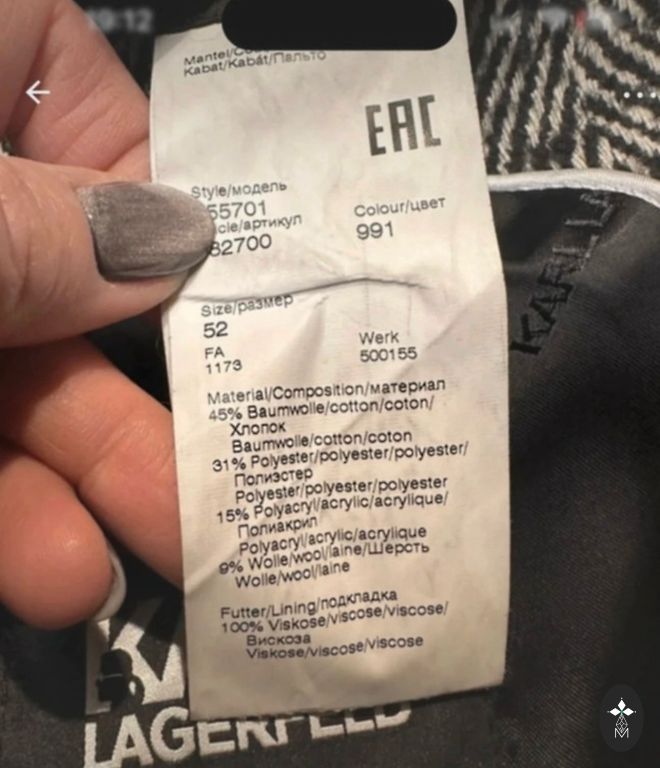 Mantel/
Kabat/Kabát/Пальто
EAC
Style/модель
55701
Colour/цвет
icle/артикул
991
82700
Size/размер
52
FA
Werk
1173
500155
Material/Composition/материал
45% Baumwolle/cotton/coton/
Хлопок
Baumwolle/cotton/coton
31% Polyester/polyester/polyester/
Полиэстер
Polyester/polyester/polyester
15% Polyacryl/acrylic/acrylique/
Полиакрил
Polyacryl/acrylic/acrylique
9% Wolle/wool/laine/Шерсть
Wolle/wool/laine
Futter/Lining/подкладка
100% Viskose/viscose/viscose/
Вискоза
Viskose/viscose/viscose
KARL L
LAGERFELD
M